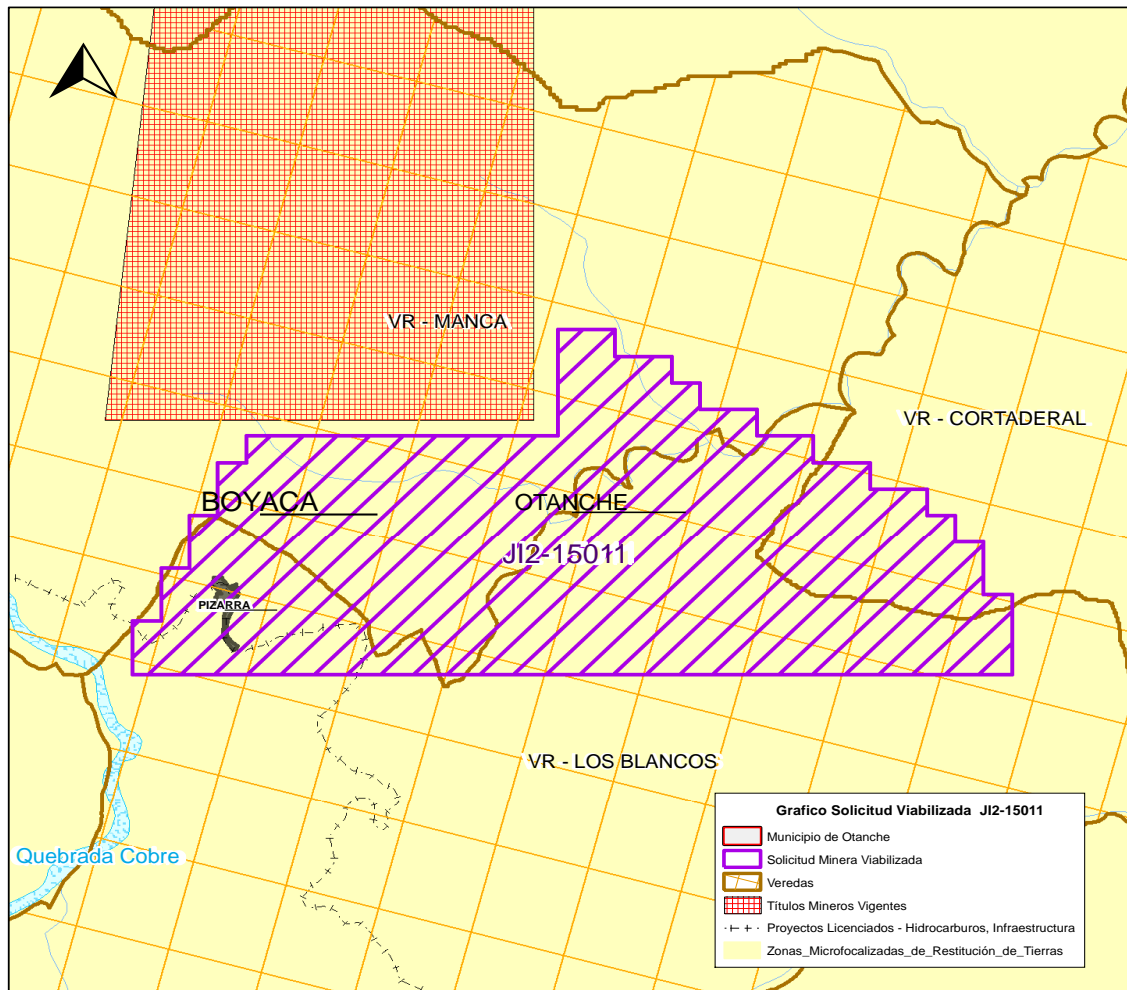 VR - MANCA
VR - CORTADERAL
BOYACA
OTANCHE
JI2-15011
PIZARRA
VR - LOS BLANCOS
Quebrada Cobre
Grafico Solicitud Viabilizada JI2-15011
Municipio de Otanche
Solicitud Minera Viabilizada
Veredas
Títulos Mineros Vigentes
Proyectos Licenciados - Hidrocarburos, Infraestructura
Zonas_Microfocalizadas_de_Restitución_de_Tierras